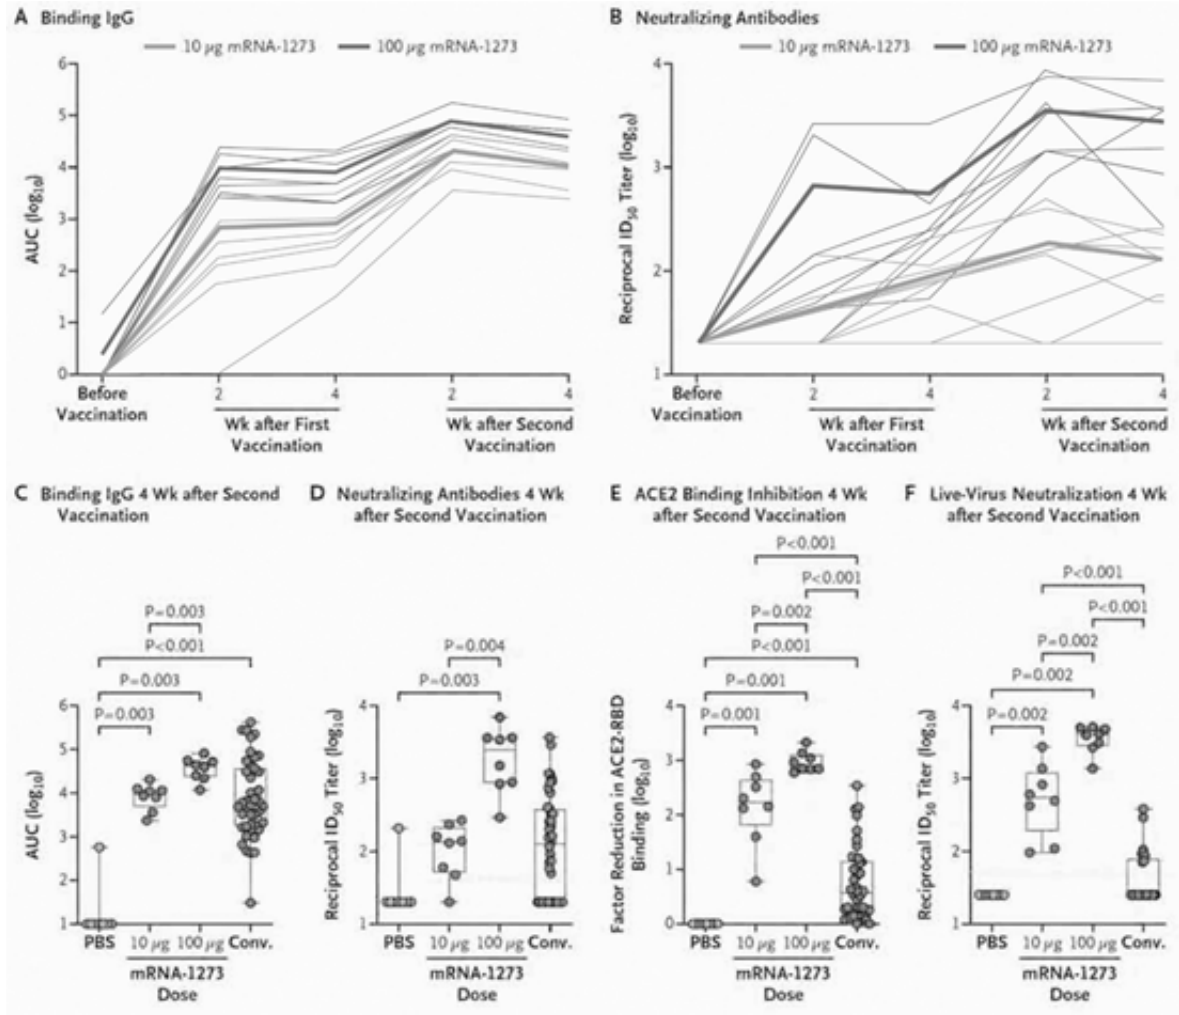 A Binding IgG
10 µg mRNA-1273 100 µg mRNA-1273
6
5
4
3
2
1
0
AUC (log10)
Before Vaccination
2 4 2 4
Wk after First Vaccination
Wk after Second Vaccination
B Neutralizing Antibodies
10 µg mRNA-1273 100 µg mRNA-1273
4
3
2
1
Reciprocal ID50 Titer (log10)
Before Vaccination
2 4 2 4
Wk after First Vaccination
Wk after Second Vaccination
C Binding IgG 4 Wk after Second
Vaccination
P=0.003
P<0.001
P=0.003
P=0.003
6
5
4
3
2
1
AUC (log10)
PBS 10 µg 100 µg Conv.
mRNA-1273
Dose
D Neutralizing Antibodies 4 Wk
after Second Vaccination
P=0.004
P=0.003
4
3
2
1
Reciprocal ID50 Titer (log10)
PBS 10 µg 100 µg Conv.
mRNA-1273
Dose
E ACE2 Binding Inhibition 4 Wk
after Second Vaccination
P<0.001
P<0.001
P=0.002
P<0.001
P=0.001
P=0.001
4
3
2
1
0
Factor Reduction in ACE2-RBD
Binding (log10)
PBS 10 µg 100 µg Conv.
mRNA-1273
Dose
F Live-Virus Neutralization 4 Wk
after Second Vaccination
P<0.001
P<0.001
P=0.002
P=0.002
P=0.002
4
3
2
1
Reciprocal ID50 Titer (log10)
PBS 10 µg 100 µg Conv.
mRNA-1273
Dose